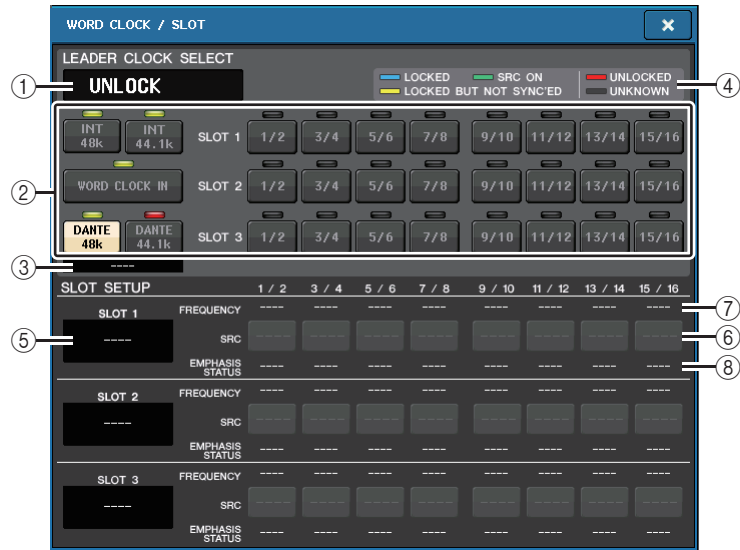 WORD CLOCK / SLOT
×
LEADER CLOCK SELECT
① UNLOCK
LOCKED SRC ON UNLOCKED ④
LOCKED BUT NOT SYNC'ED UNKNOWN
INT 48k INT 44.1k SLOT 1 1/2 3/4 5/6 7/8 9/10 11/12 13/14 15/16
② WORD CLOCK IN SLOT 2 1/2 3/4 5/6 7/8 9/10 11/12 13/14 15/16
DANTE 48k DANTE 44.1k SLOT 3 1/2 3/4 5/6 7/8 9/10 11/12 13/14 15/16
③ ----
SLOT SETUP 1 / 2 3 / 4 5 / 6 7 / 8 9 / 10 11 / 12 13 / 14 15 / 16
SLOT 1 FREQUENCY ---- ---- ---- ---- ---- ---- ---- ---- ⑦
⑤ ---- SRC ---- ---- ---- ---- ---- ---- ---- ---- ⑥
EMPHASIS STATUS ---- ---- ---- ---- ---- ---- ---- ---- ⑧
SLOT 2 FREQUENCY ---- ---- ---- ---- ---- ---- ---- ----
---- SRC ---- ---- ---- ---- ---- ---- ---- ----
EMPHASIS STATUS ---- ---- ---- ---- ---- ---- ---- ----
SLOT 3 FREQUENCY ---- ---- ---- ---- ---- ---- ---- ----
---- SRC ---- ---- ---- ---- ---- ---- ---- ----
EMPHASIS STATUS ---- ---- ---- ---- ---- ---- ---- ----